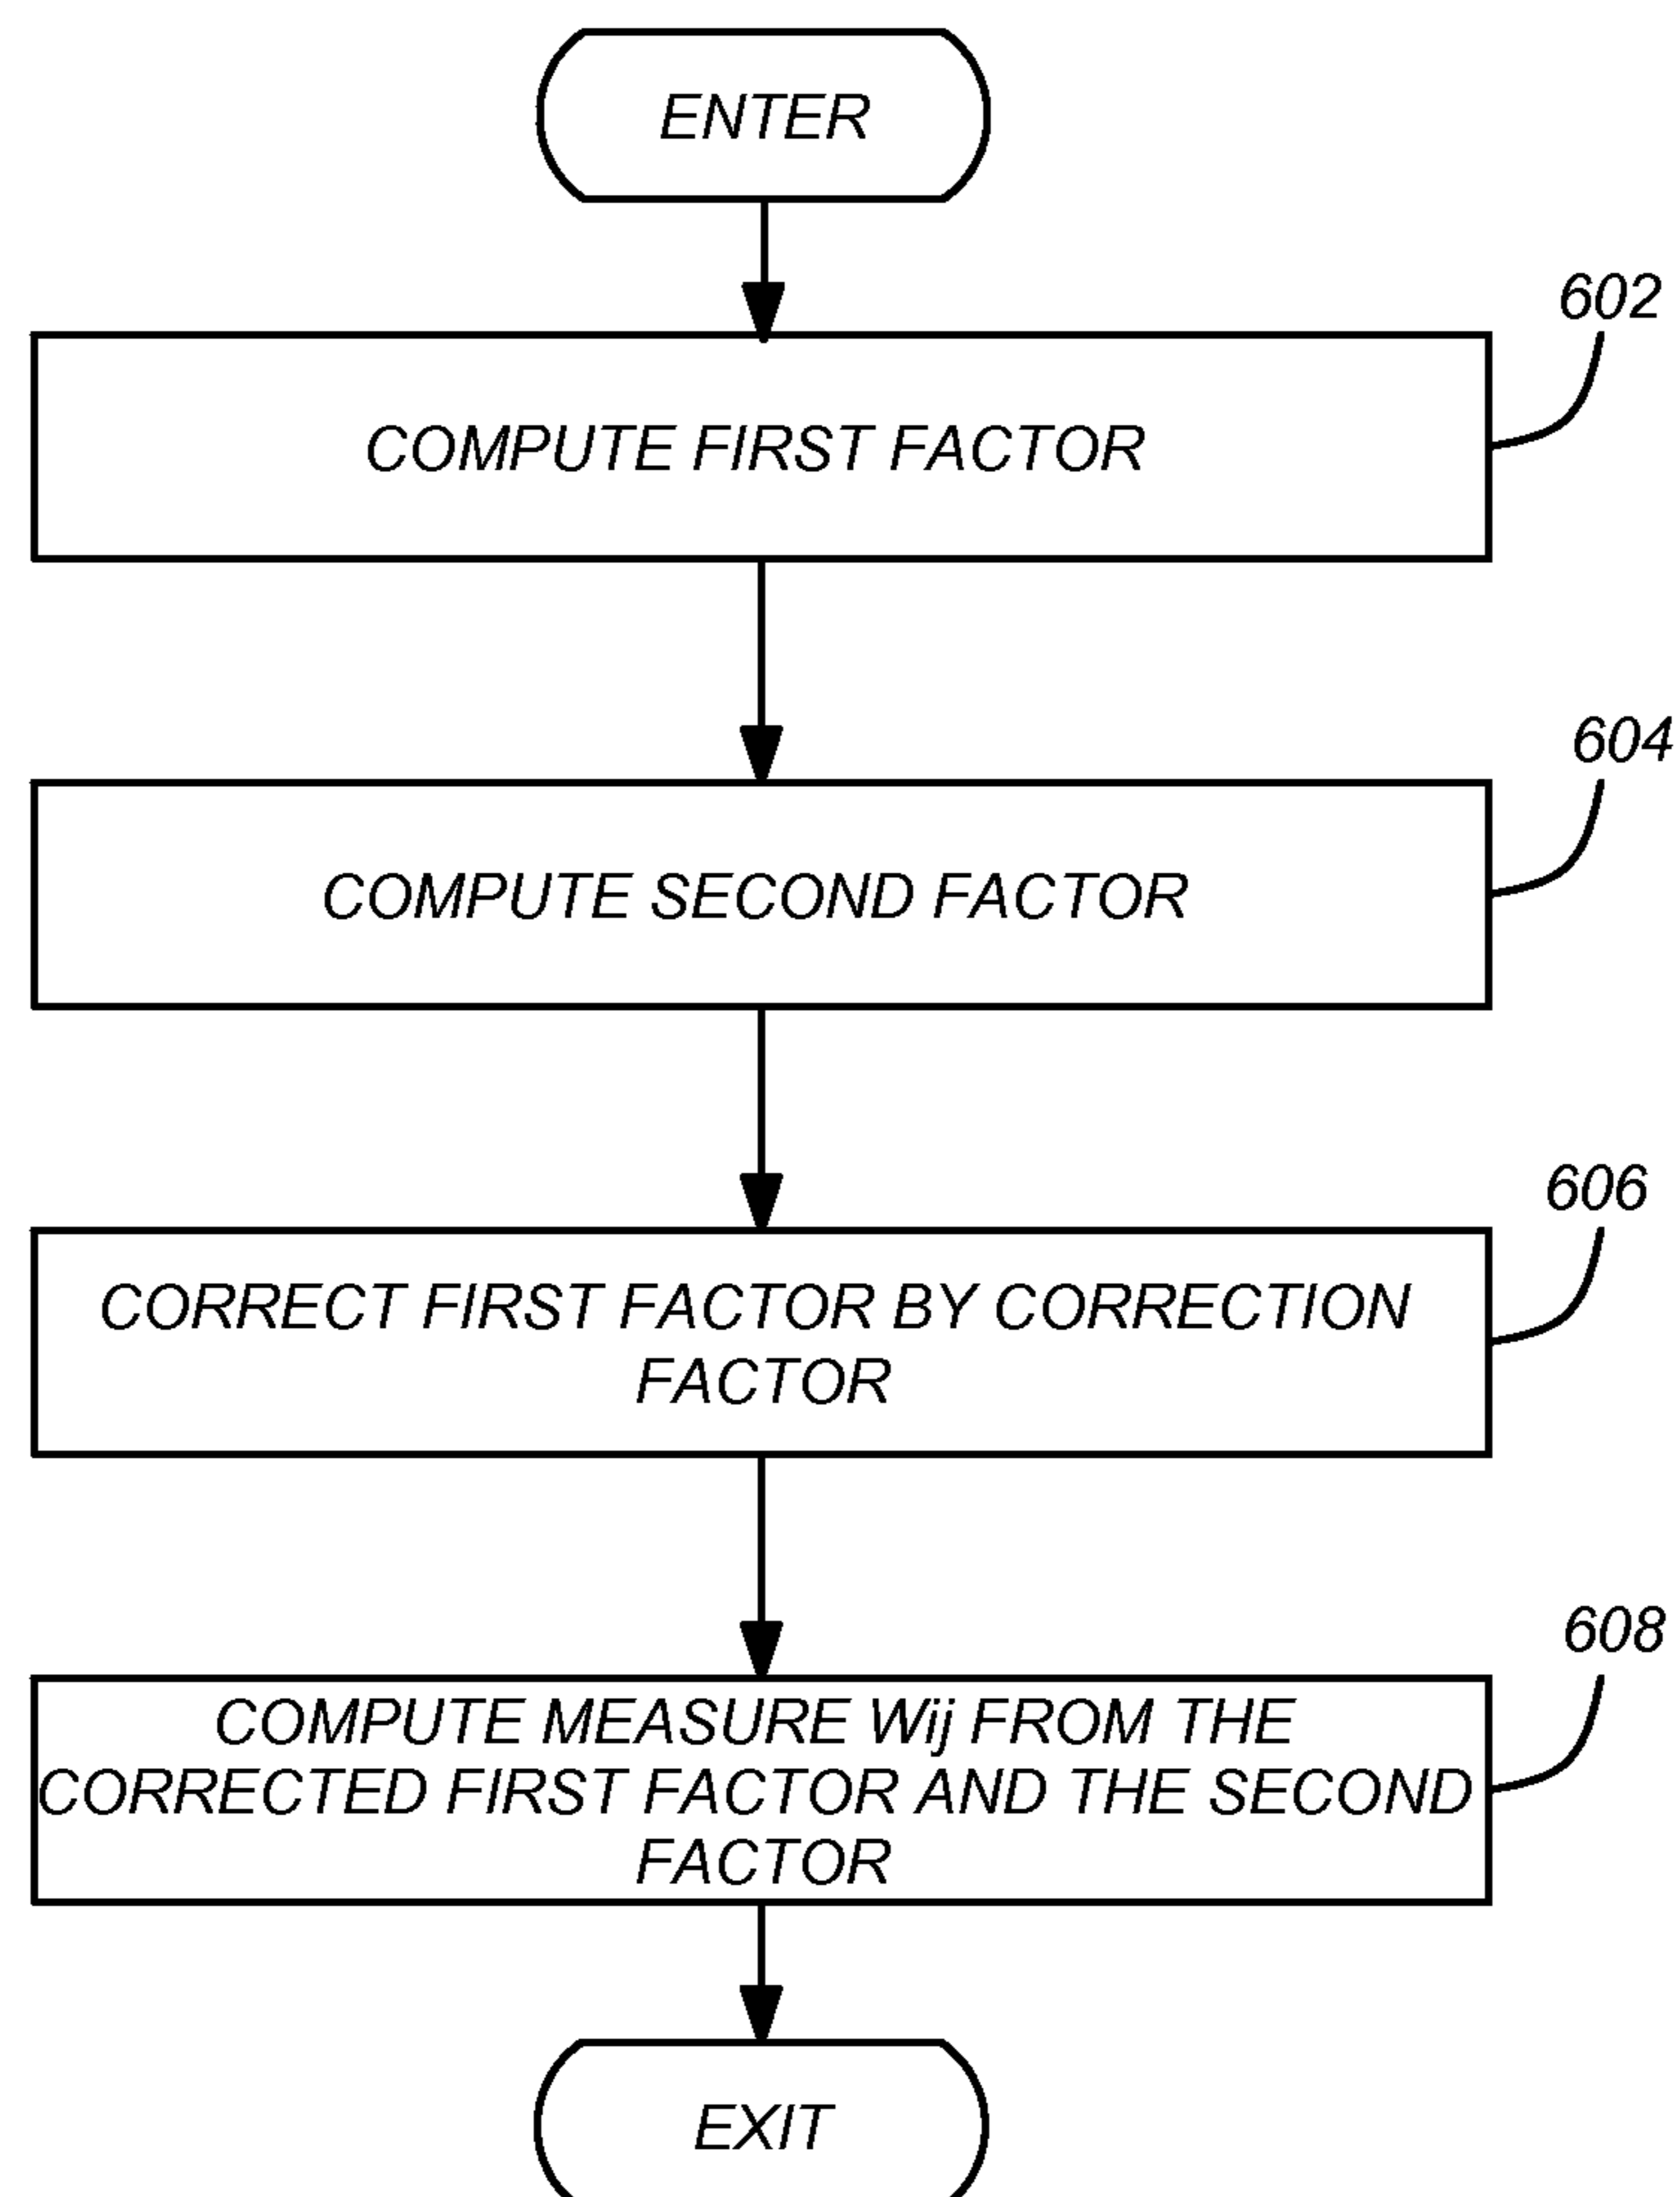 ENTER
602
COMPUTE FIRST FACTOR
604
COMPUTE SECOND FACTOR
606
CORRECT FIRST FACTOR BY CORRECTION
FACTOR
608
COMPUTE MEASURE Wij FROM THE
CORRECTED FIRST FACTOR AND THE SECOND
FACTOR
EXIT